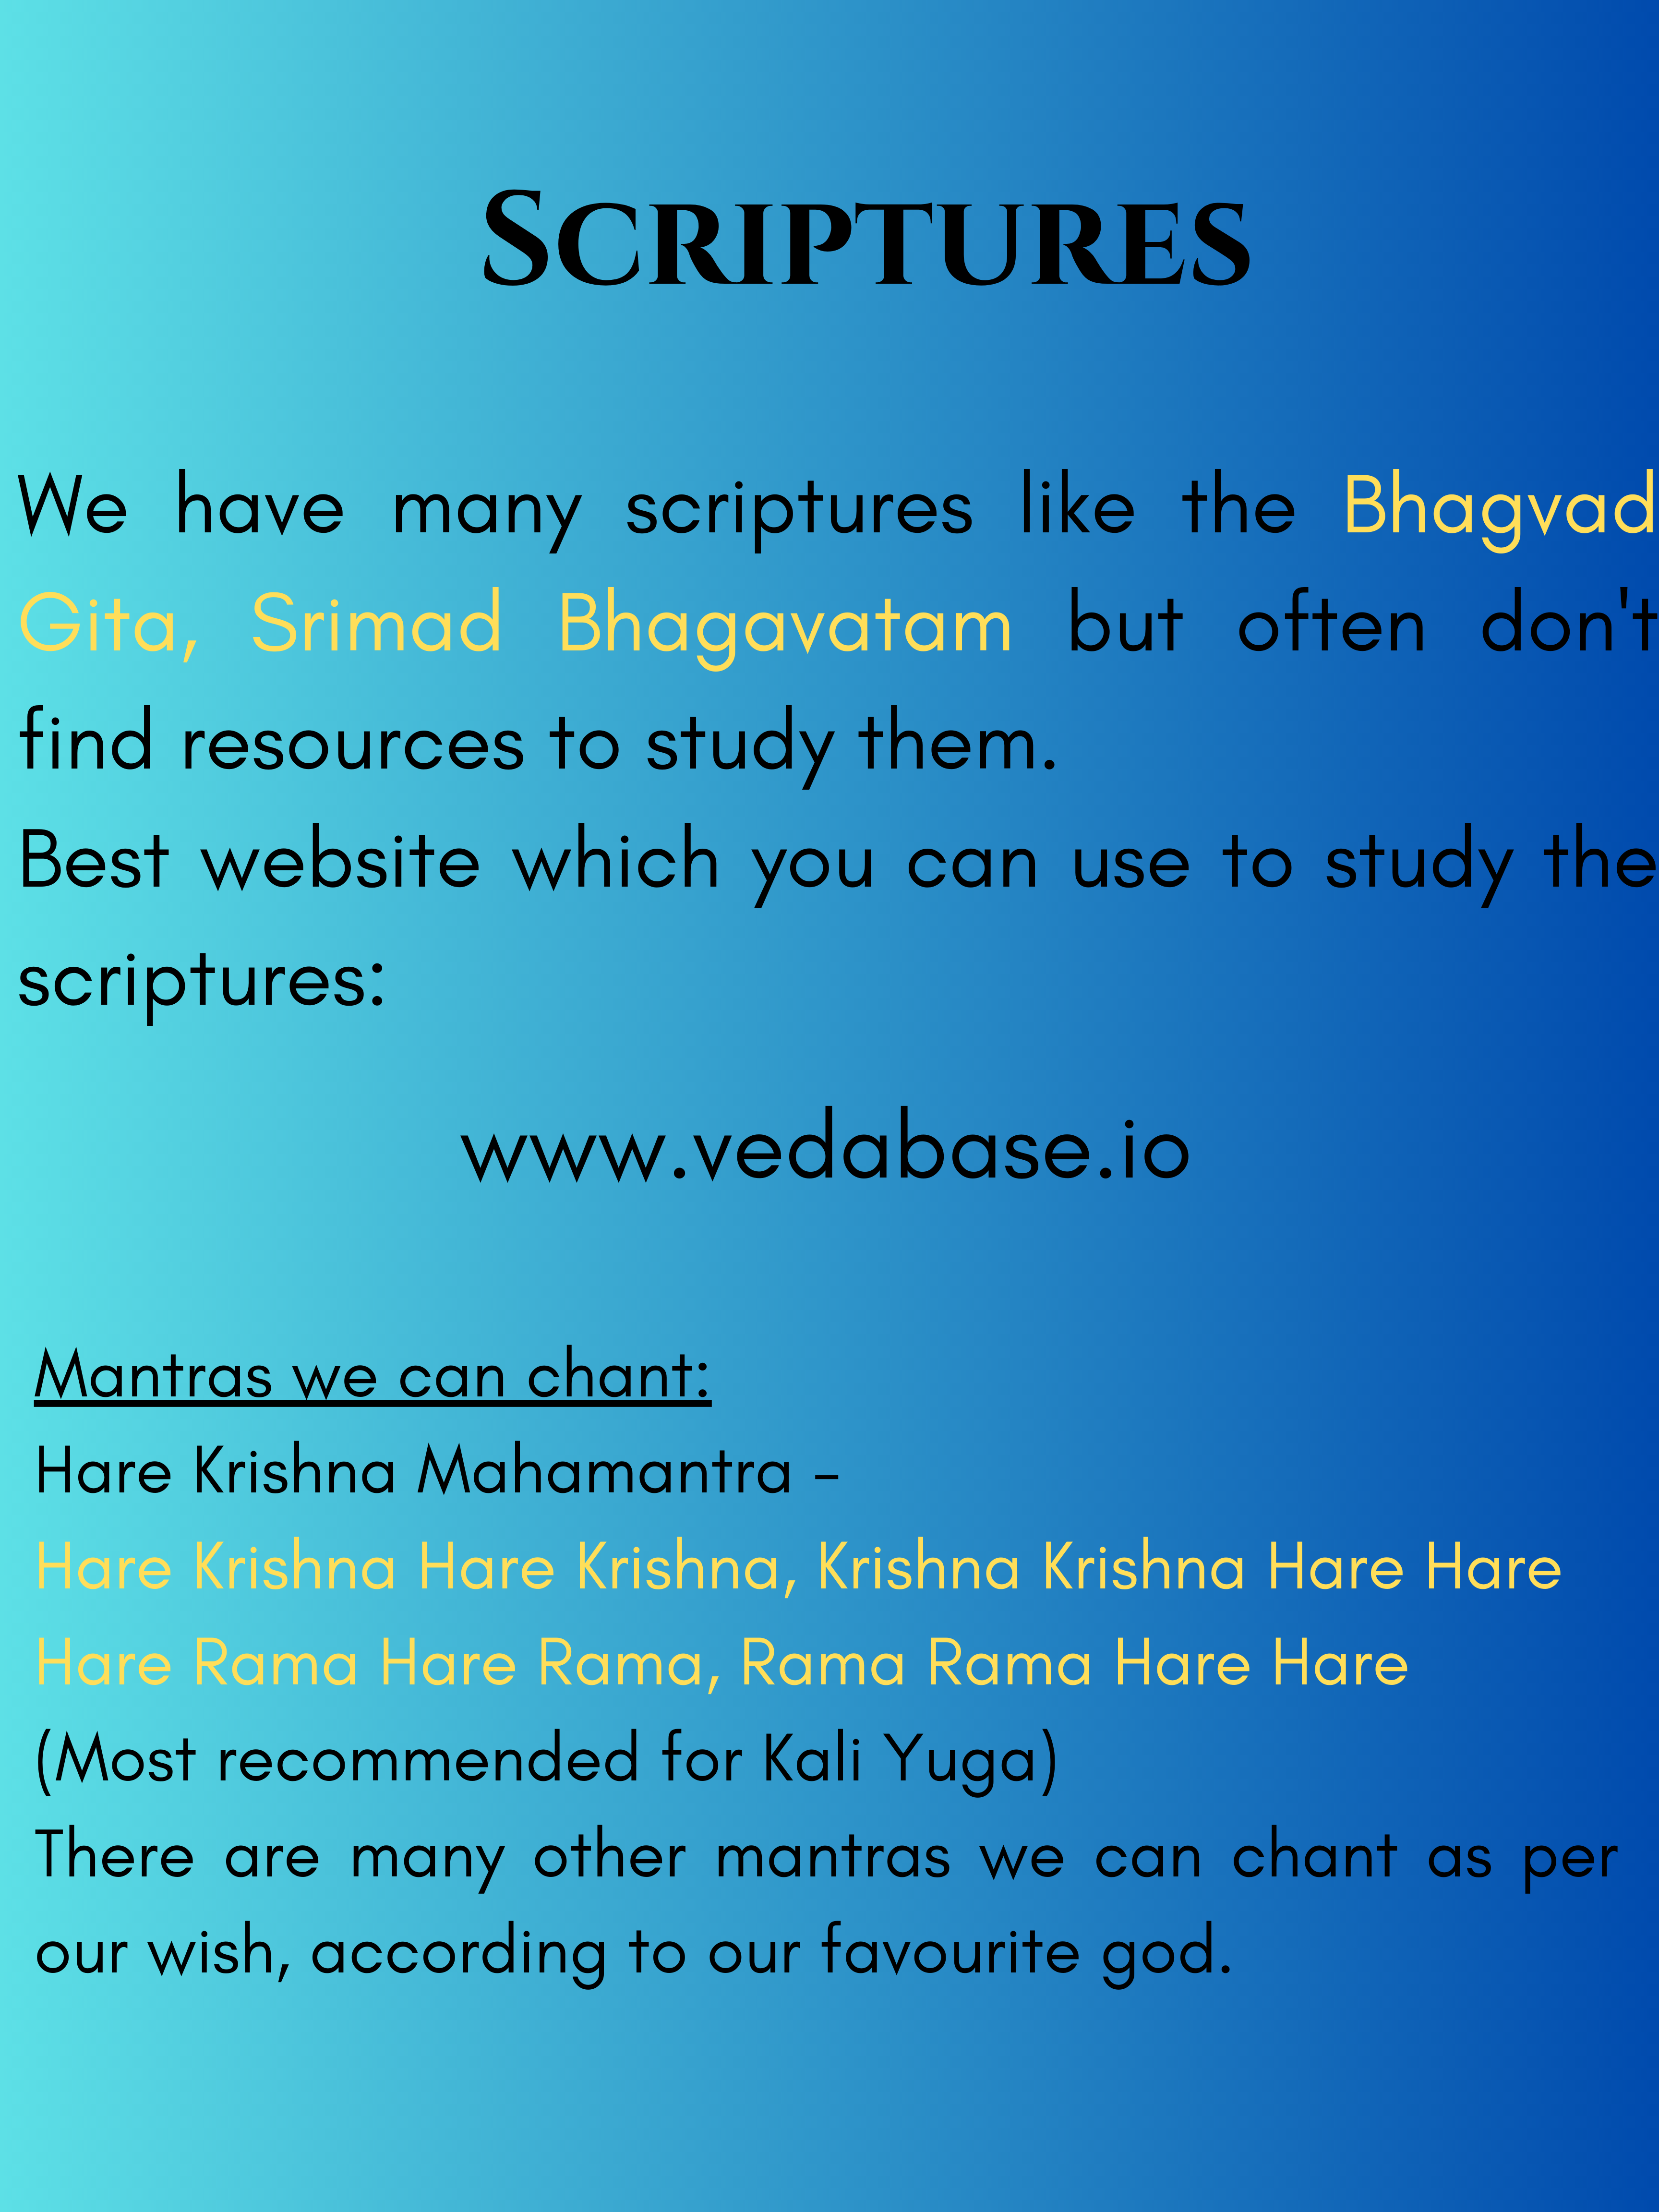 Scriptures
We have many scriptures like the Bhagvad
Gita, Srimad Bhagavatam but often don't
find resources to study them.
Best website which you can use to study the
scriptures:
www.vedabase.io
Mantras we can chant:
Hare Krishna Mahamantra –
Hare Krishna Hare Krishna, Krishna Krishna Hare Hare
Hare Rama Hare Rama, Rama Rama Hare Hare
(Most recommended for Kali Yuga)
There are many other mantras we can chant as per
our wish, according to our favourite god.